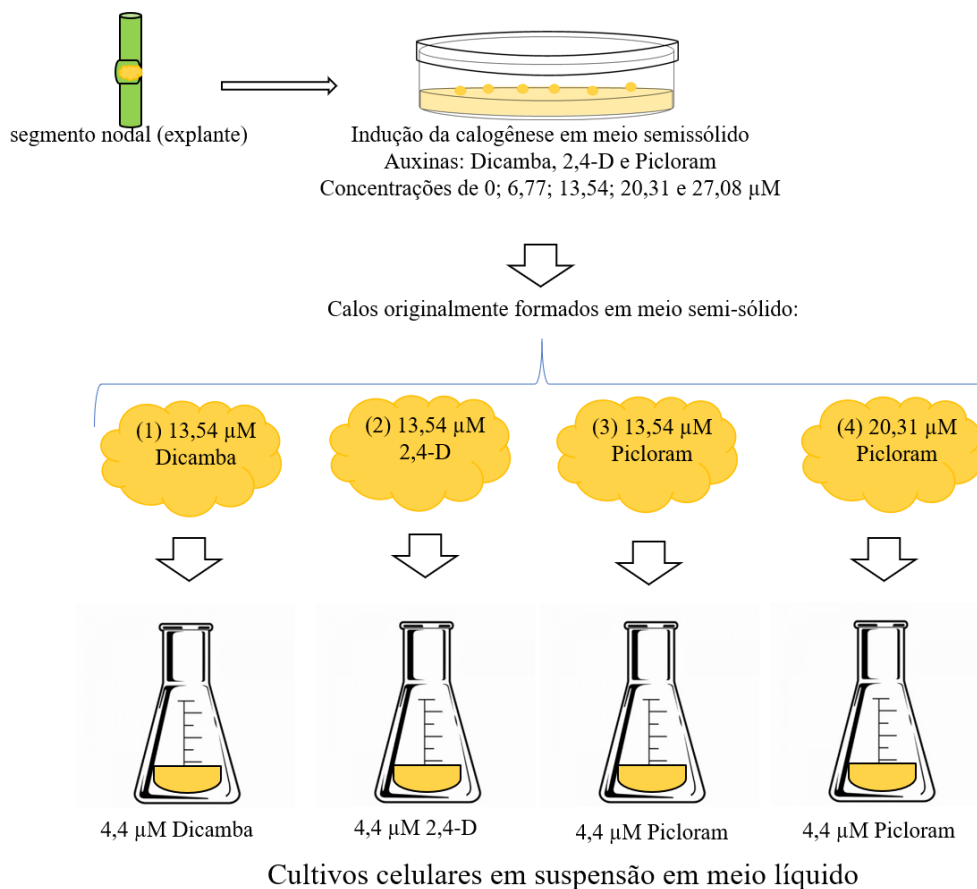 segmento nodal (explante)
Indução da calogênese em meio semissólido
Auxinas: Dicamba, 2,4-D e Picloram
Concentrações de 0; 6,77; 13,54; 20,31 e 27,08 µM
Calos originalmente formados em meio semi-sólido:
(1) 13,54 µM
Dicamba
(2) 13,54 µM
2,4-D
(3) 13,54 µM
Picloram
(4) 20,31 µM
Picloram
4,4 µM Dicamba
4,4 µM 2,4-D
4,4 µM Picloram
4,4 µM Picloram
Cultivos celulares em suspensão em meio líquido